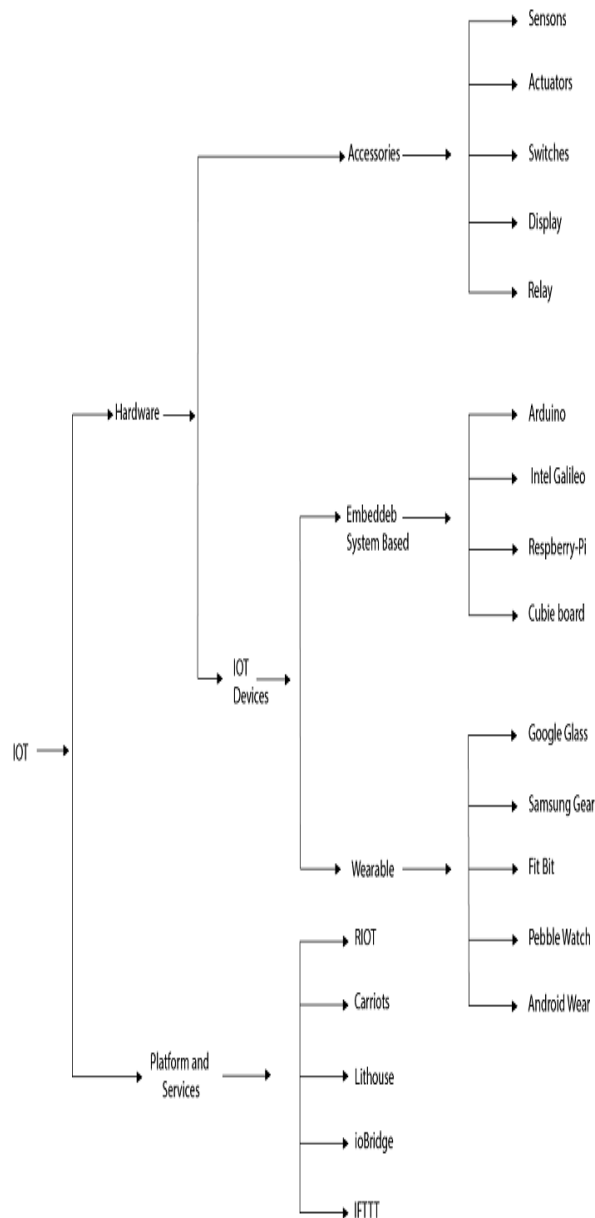 Sensons
Actuators
Accessories
Switches
Display
Relay
Hardware
Arduino
Intel Galileo
Embeddeb
System Based
Respberry-Pi
Cubie board
IOT
Devices
IOT
Google Glass
Samsung Gear
Wearable
Fit Bit
Pebble Watch
Android Wear
RIOT
Carriots
Platform and
Services
Lithouse
ioBridge
IFTTT